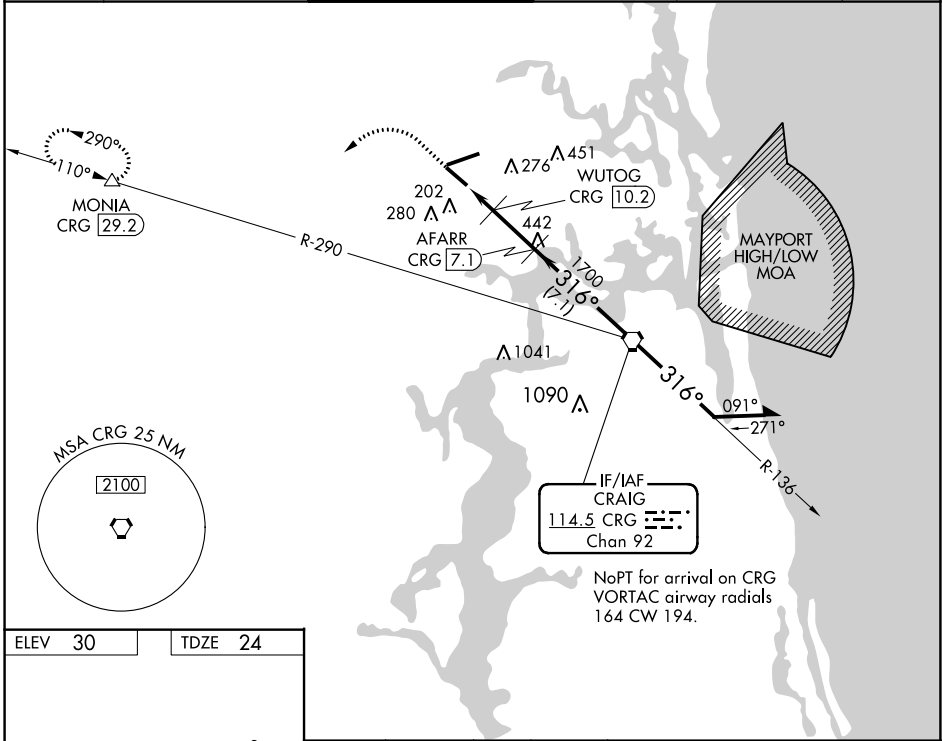 290°
110°
MONIA
CRG 29.2
R-290
276
451
WUTOG
CRG 10.2
202
280
442
AFARR
CRG 7.1
1700
316°
(7.1)
MAYPORT
HIGH/LOW
MOA
1041
1090
316°
091°
271°
R-136
MSA CRG 25 NM
2100
IF/IAF
CRAIG
114.5 CRG
Chan 92
NoPT for arrival on CRG
VORTAC airway radials
164 CW 194.
ELEV 30
TDZE 24